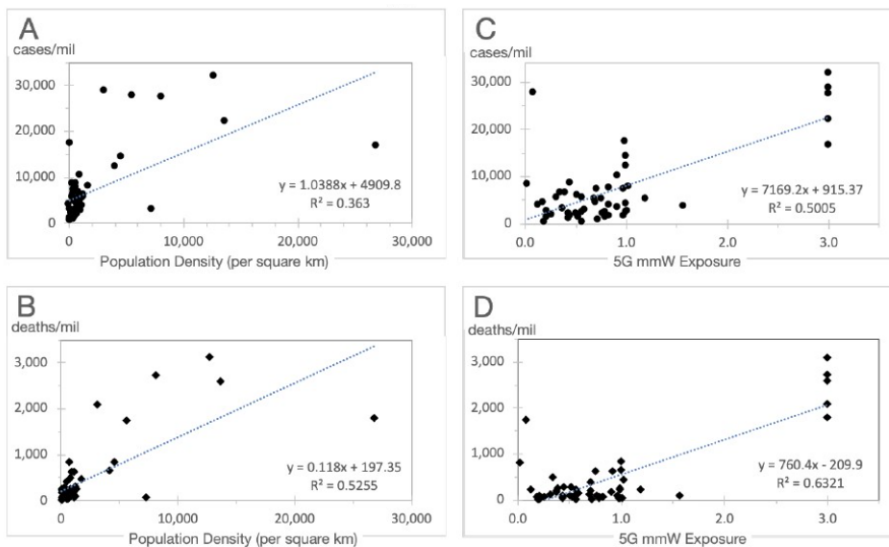 A
cases/mil
30,000
20,000
10,000
0
y = 1.0388x + 4909.8
R² = 0.363
0
10,000
20,000
30,000
Population Density (per square km)
C
cases/mil
30,000
20,000
10,000
0
y = 7169.2x + 915.37
R² = 0.5005
0.0
1.0
2.0
3.0
5G mmW Exposure
B
deaths/mil
3,000
2,000
1,000
0
y = 0.118x + 197.35
R² = 0.5255
0
10,000
20,000
30,000
Population Density (per square km)
D
deaths/mil
3,000
2,000
1,000
0
y = 760.4x - 209.9
R² = 0.6321
0.0
1.0
2.0
3.0
5G mmW Exposure